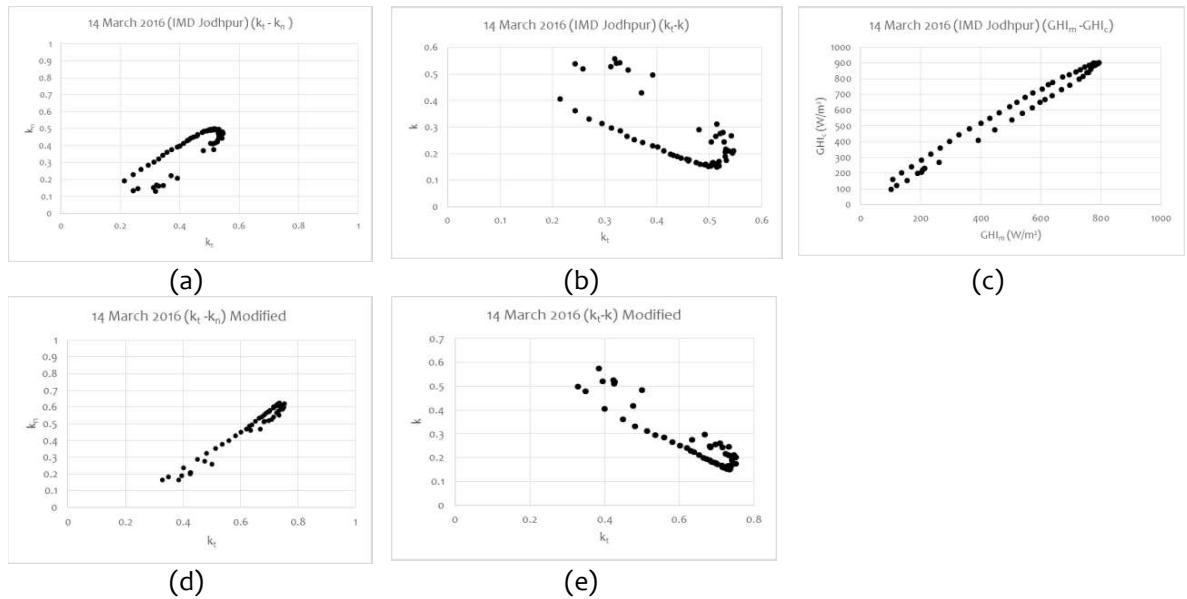 14 March 2016 (IMD Jodhpur) (kt - kn )
1
0.9
0.8
0.7
0.6
0.5
0.4
0.3
0.2
0.1
0
kn
0 0.2 0.4 0.6 0.8 1
kt
(a)
14 March 2016 (IMD Jodhpur) (kt-k)
0.6
0.5
0.4
0.3
0.2
0.1
0
k
0 0.1 0.2 0.3 0.4 0.5 0.6
kt
(b)
14 March 2016 (IMD Jodhpur) (GHIm -GHIc)
1000
900
800
700
600
500
400
300
200
100
0
GHIc (W/m²)
0 200 400 600 800 1000
GHIm (W/m²)
(c)
14 March 2016 (kt -kn) Modified
1
0.9
0.8
0.7
0.6
0.5
0.4
0.3
0.2
0.1
0
kn
0 0.2 0.4 0.6 0.8 1
kt
(d)
14 March 2016 (kt-k) Modified
0.7
0.6
0.5
0.4
0.3
0.2
0.1
0
k
0 0.2 0.4 0.6 0.8
kt
(e)